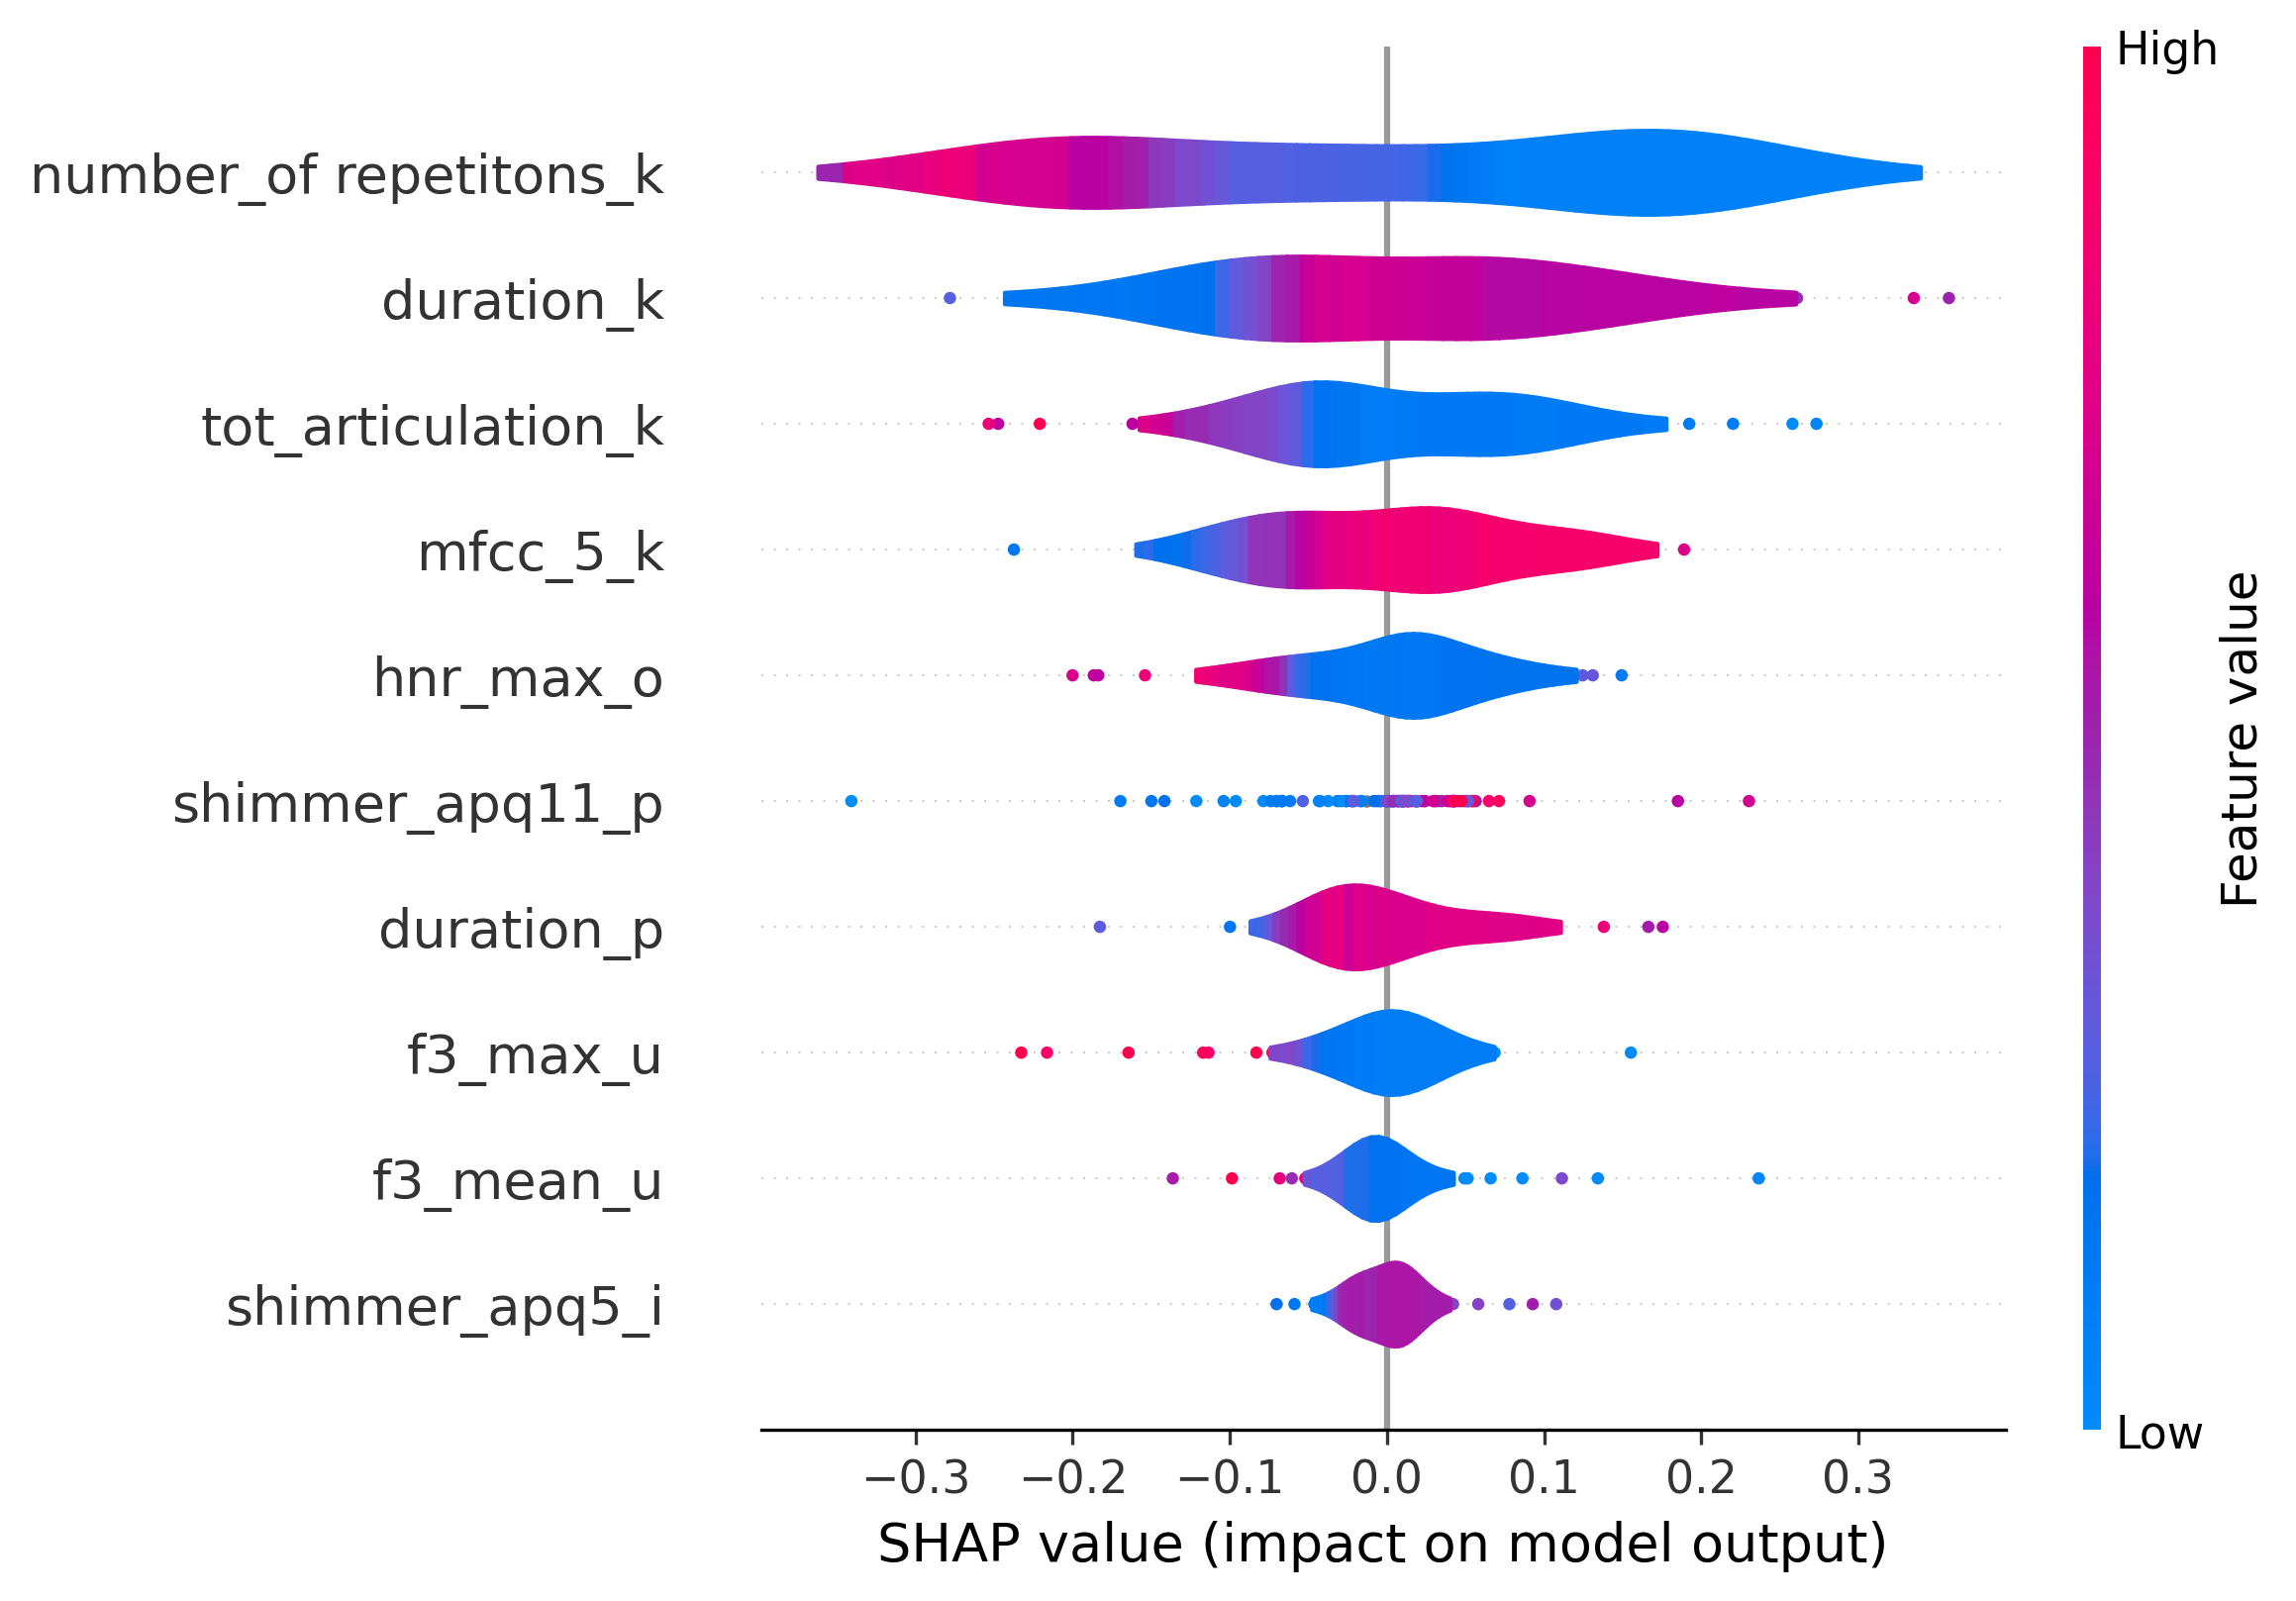 High
number_of repetitons_k
duration_k
tot_articulation_k
mfcc_5_k
hnr_max_o
shimmer_apq11_p
duration_p
f3_max_u
f3_mean_u
shimmer_apq5_i
Feature value
Low
−0.3 −0.2 −0.1 0.0 0.1 0.2 0.3
SHAP value (impact on model output)